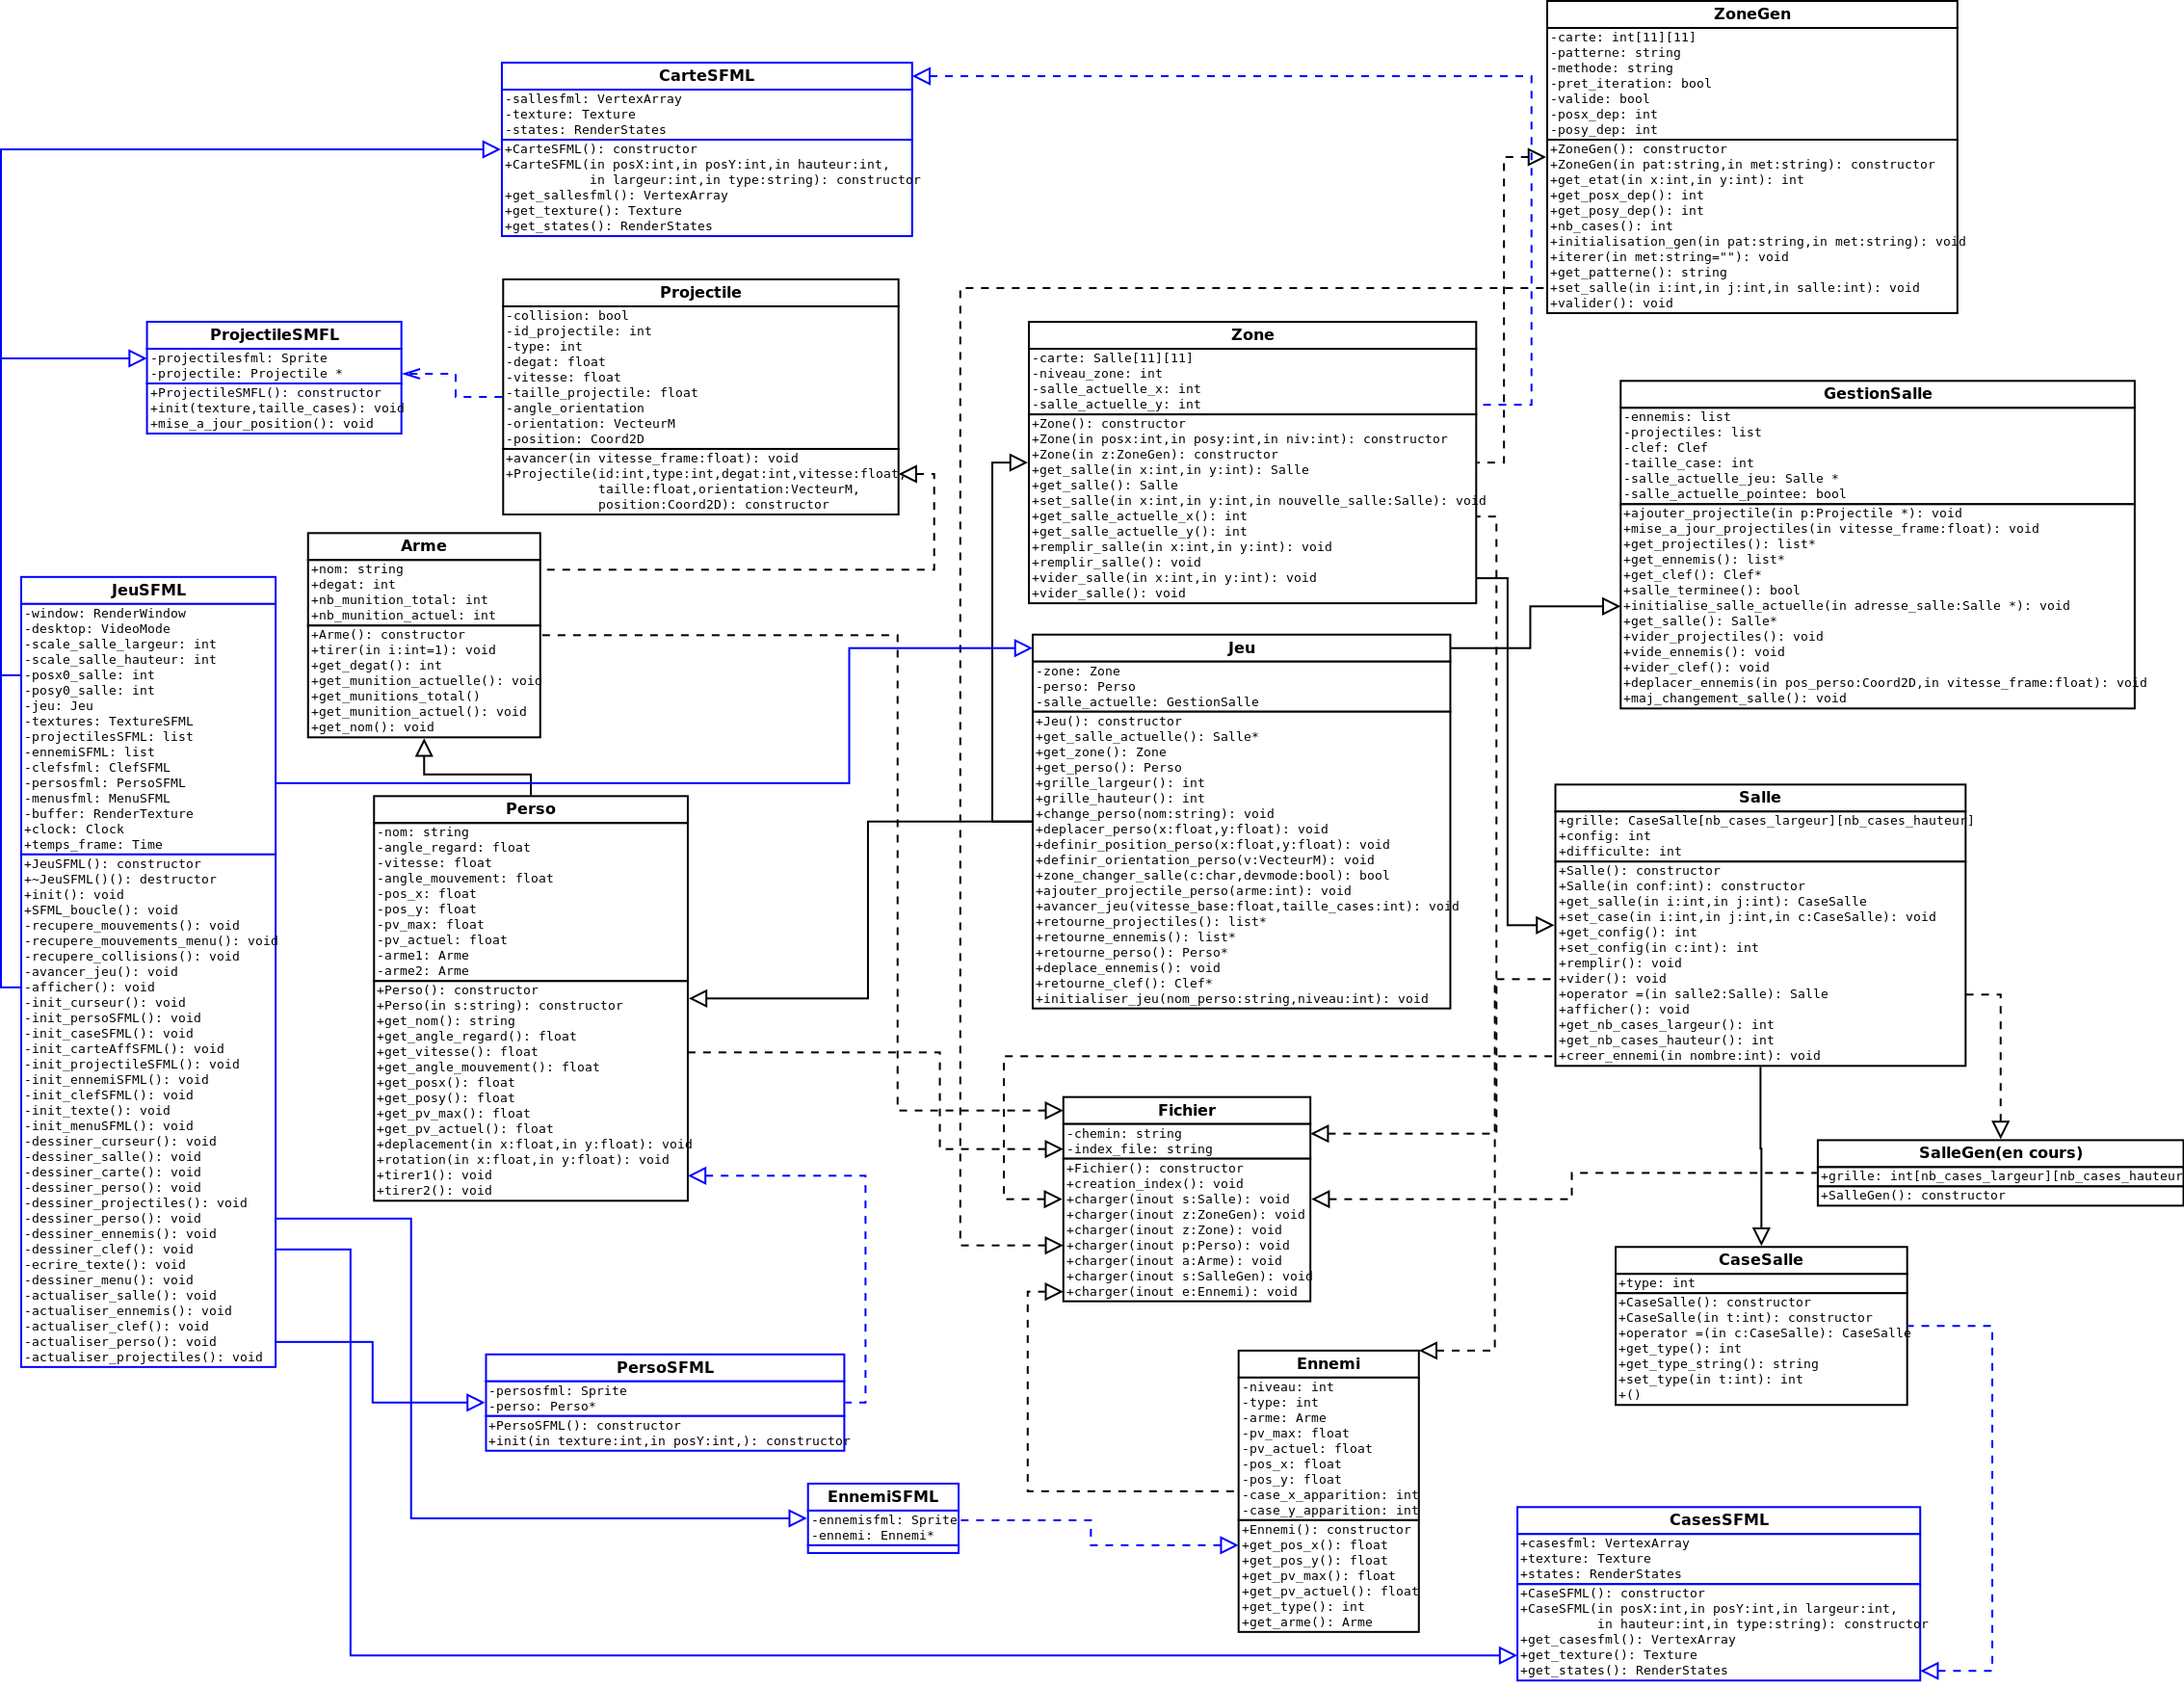 ZoneGen
-carte: int[11][11]
-patterne: string
-methode: string
-pret_iteration: bool
-valide: bool
-posx_dep: int
-posy_dep: int
+ZoneGen(): constructor
+ZoneGen(in pat:string,in met:string): constructor
+get_etat(in x:int,in y:int): int
+get_posx_dep(): int
+get_posy_dep(): int
+nb_cases(): int
+initialisation_gen(in pat:string,in met:string): void
+iterer(in met:string=""): void
+get_patterne(): string
+set_salle(in i:int,in j:int,in salle:int): void
+valider(): void
CarteSFML
-sallesfml: VertexArray
-texture: Texture
-states: RenderStates
+CarteSFML(): constructor
+CarteSFML(in posX:int,in posY:int,in hauteur:int,
in largeur:int,in type:string): constructor
+get_sallesfml(): VertexArray
+get_texture(): Texture
+get_states(): RenderStates
Projectile
-collision: bool
-id_projectile: int
-type: int
-degat: float
-vitesse: float
-taille_projectile: float
-angle_orientation
-orientation: VecteurM
-position: Coord2D
+avancer(in vitesse_frame:float): void
+Projectile(id:int,type:int,degat:int,vitesse:float,
taille:float,orientation:VecteurM,
position:Coord2D): constructor
ProjectileSMFL
-projectilesfml: Sprite
-projectile: Projectile *
+ProjectileSMFL(): constructor
+init(texture,taille_cases): void
+mise_a_jour_position(): void
Zone
-carte: Salle[11][11]
-niveau_zone: int
-salle_actuelle_x: int
-salle_actuelle_y: int
+Zone(): constructor
+Zone(in posx:int,in posy:int,in niv:int): constructor
+Zone(in z:ZoneGen): constructor
+get_salle(in x:int,in y:int): Salle
+get_salle(): Salle
+set_salle(in x:int,in y:int,in nouvelle_salle:Salle): void
+get_salle_actuelle_x(): int
+get_salle_actuelle_y(): int
+remplir_salle(in x:int,in y:int): void
+remplir_salle(): void
+vider_salle(in x:int,in y:int): void
+vider_salle(): void
GestionSalle
-ennemis: list
-projectiles: list
-clef: Clef
-taille_case: int
-salle_actuelle_jeu: Salle *
-salle_actuelle_pointee: bool
+ajouter_projectile(in p:Projectile *): void
+mise_a_jour_projectiles(in vitesse_frame:float): void
+get_projectiles(): list*
+get_ennemis(): list*
+get_clef(): Clef*
+salle_terminee(): bool
+initialise_salle_actuelle(in adresse_salle:Salle *): void
+get_salle(): Salle*
+vider_projectiles(): void
+vide_ennemis(): void
+vider_clef(): void
+deplacer_ennemis(in pos_perso:Coord2D,in vitesse_frame:float): void
+maj_changement_salle(): void
Arme
+nom: string
+degat: int
+nb_munition_total: int
+nb_munition_actuel: int
+Arme(): constructor
+tirer(in i:int=1): void
+get_degat(): int
+get_munition_actuelle(): void
+get_munitions_total()
+get_munition_actuel(): void
+get_nom(): void
JeuSFML
-window: RenderWindow
-desktop: VideoMode
-scale_salle_largeur: int
-scale_salle_hauteur: int
-posx0_salle: int
-posy0_salle: int
-jeu: Jeu
-textures: TextureSFML
-projectilesSFML: list
-ennemiSFML: list
-clefsfml: ClefSFML
-persosfml: PersoSFML
-menusfml: MenuSFML
-buffer: RenderTexture
+clock: Clock
+temps_frame: Time
+JeuSFML(): constructor
+~JeuSFML()(): destructor
+init(): void
+SFML_boucle(): void
-recupere_mouvements(): void
-recupere_mouvements_menu(): void
-recupere_collisions(): void
-avancer_jeu(): void
-afficher(): void
-init_curseur(): void
-init_persoSFML(): void
-init_caseSFML(): void
-init_carteAffSFML(): void
-init_projectileSFML(): void
-init_ennemiSFML(): void
-init_clefSFML(): void
-init_texte(): void
-init_menuSFML(): void
-dessiner_curseur(): void
-dessiner_salle(): void
-dessiner_carte(): void
-dessiner_perso(): void
-dessiner_projectiles(): void
-dessiner_perso(): void
-dessiner_ennemis(): void
-dessiner_clef(): void
-ecrire_texte(): void
-dessiner_menu(): void
-actualiser_salle(): void
-actualiser_ennemis(): void
-actualiser_clef(): void
-actualiser_perso(): void
-actualiser_projectiles(): void
Jeu
-zone: Zone
-perso: Perso
-salle_actuelle: GestionSalle
+Jeu(): constructor
+get_salle_actuelle(): Salle*
+get_zone(): Zone
+get_perso(): Perso
+grille_largeur(): int
+grille_hauteur(): int
+change_perso(nom:string): void
+deplacer_perso(x:float,y:float): void
+definir_position_perso(x:float,y:float): void
+definir_orientation_perso(v:VecteurM): void
+zone_changer_salle(c:char,devmode:bool): bool
+ajouter_projectile_perso(arme:int): void
+avancer_jeu(vitesse_base:float,taille_cases:int): void
+retourne_projectiles(): list*
+retourne_ennemis(): list*
+retourne_perso(): Perso*
+deplace_ennemis(): void
+retourne_clef(): Clef*
+initialiser_jeu(nom_perso:string,niveau:int): void
Perso
-nom: string
-angle_regard: float
-vitesse: float
-angle_mouvement: float
-pos_x: float
-pos_y: float
-pv_max: float
-pv_actuel: float
-arme1: Arme
-arme2: Arme
+Perso(): constructor
+Perso(in s:string): constructor
+get_nom(): string
+get_angle_regard(): float
+get_vitesse(): float
+get_angle_mouvement(): float
+get_posx(): float
+get_posy(): float
+get_pv_max(): float
+get_pv_actuel(): float
+deplacement(in x:float,in y:float): void
+rotation(in x:float,in y:float): void
+tirer1(): void
+tirer2(): void
Salle
+grille: CaseSalle[nb_cases_largeur][nb_cases_hauteur]
+config: int
+difficulte: int
+Salle(): constructor
+Salle(in conf:int): constructor
+get_salle(in i:int,in j:int): CaseSalle
+set_case(in i:int,in j:int,in c:CaseSalle): void
+get_config(): int
+set_config(in c:int): int
+remplir(): void
+vider(): void
+operator =(in salle2:Salle): Salle
+afficher(): void
+get_nb_cases_largeur(): int
+get_nb_cases_hauteur(): int
+creer_ennemi(in nombre:int): void
Fichier
-chemin: string
-index_file: string
+Fichier(): constructor
+creation_index(): void
+charger(inout s:Salle): void
+charger(inout z:ZoneGen): void
+charger(inout z:Zone): void
+charger(inout p:Perso): void
+charger(inout a:Arme): void
+charger(inout s:SalleGen): void
+charger(inout e:Ennemi): void
SalleGen(en cours)
+grille: int[nb_cases_largeur][nb_cases_hauteur
+SalleGen(): constructor
CaseSalle
+type: int
+CaseSalle(): constructor
+CaseSalle(in t:int): constructor
+operator =(in c:CaseSalle): CaseSalle
+get_type(): int
+get_type_string(): string
+set_type(in t:int): int
+()
PersoSFML
-persosfml: Sprite
-perso: Perso*
+PersoSFML(): constructor
+init(in texture:int,in posY:int,): constructor
Ennemi
-niveau: int
-type: int
-arme: Arme
-pv_max: float
-pv_actuel: float
-pos_x: float
-pos_y: float
-case_x_apparition: int
-case_y_apparition: int
+Ennemi(): constructor
+get_pos_x(): float
+get_pos_y(): float
+get_pv_max(): float
+get_pv_actuel(): float
+get_type(): int
+get_arme(): Arme
EnnemiSFML
-ennemisfml: Sprite
-ennemi: Ennemi*
CasesSFML
+casesfml: VertexArray
+texture: Texture
+states: RenderStates
+CaseSFML(): constructor
+CaseSFML(in posX:int,in posY:int,in largeur:int,
in hauteur:int,in type:string): constructor
+get_casesfml(): VertexArray
+get_texture(): Texture
+get_states(): RenderStates